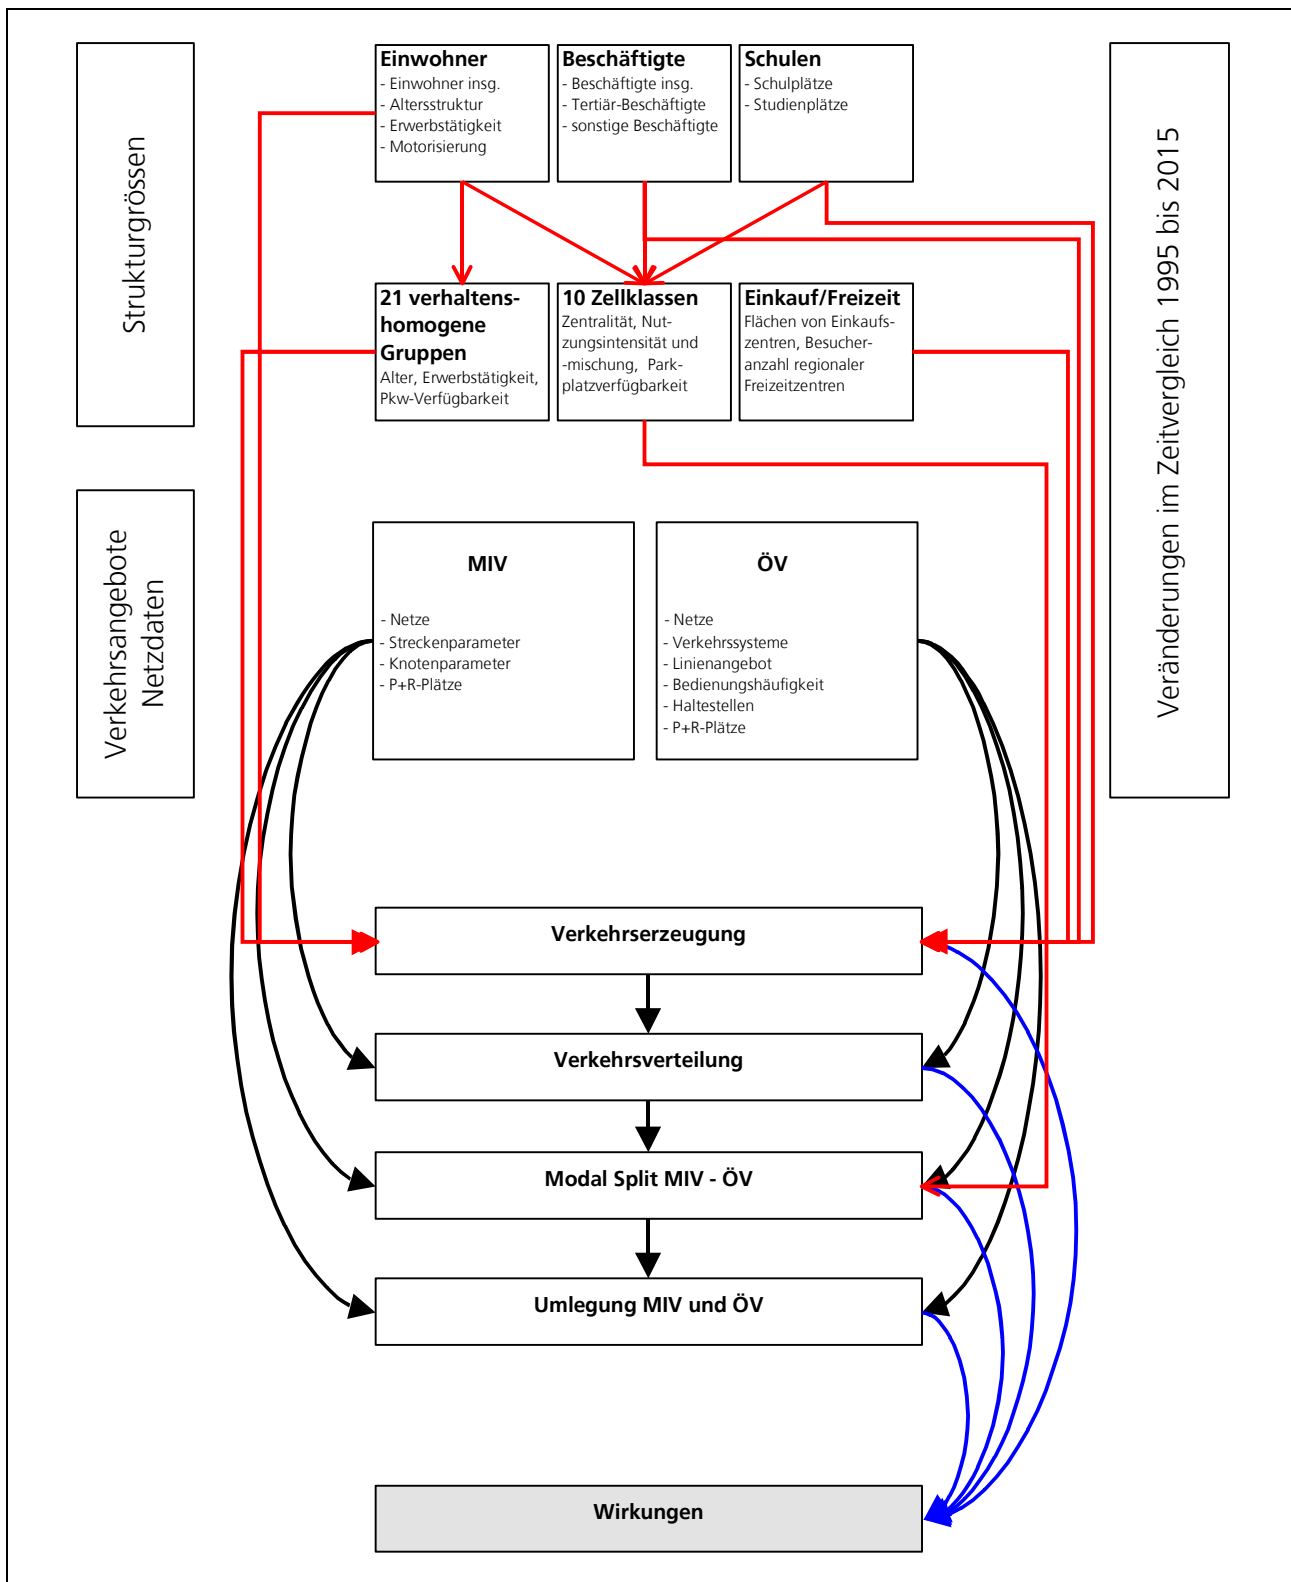 Strukturgrössen
Einwohner
- Einwohner insg.
- Altersstruktur
- Erwerbstätigkeit
- Motorisierung
Beschäftigte
- Beschäftigte insg.
- Tertiär-Beschäftigte
- sonstige Beschäftigte
Schulen
- Schulplätze
- Studienplätze
Veränderungen im Zeitvergleich 1995 bis 2015
21 verhaltens-
homogene
Gruppen
Alter, Erwerbstätigkeit,
Pkw-Verfügbarkeit
10 Zellklassen
Zentralität, Nut-
zungsintensität und
-mischung, Park-
platzverfügbarkeit
Einkauf/Freizeit
Flächen von Einkaufs-
zentren, Besucher-
anzahl regionaler
Freizeitzentren
Verkehrsangebote
Netzdaten
MIV
- Netze
- Streckenparameter
- Knotenparameter
- P+R-Plätze
ÖV
- Netze
- Verkehrssysteme
- Linienangebot
- Bedienungshäufigkeit
- Haltestellen
- P+R-Plätze
Verkehrserzeugung
Verkehrsverteilung
Modal Split MIV - ÖV
Umlegung MIV und ÖV
Wirkungen